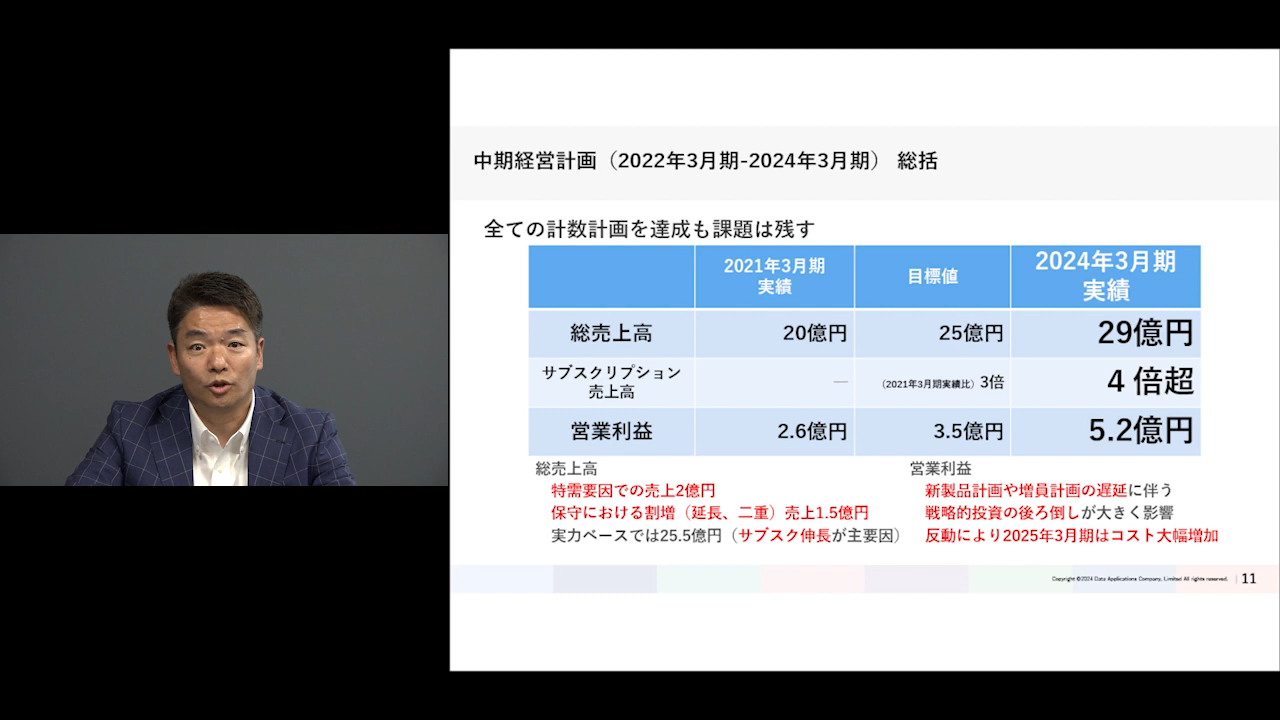 中期経営計画（2022年3月期-2024年3月期） 総括
全ての計数計画を達成も課題は残す
2021年3月期
実績
目標値
2024年3月期
実績
総売上高
20億円
25億円
29億円
サブスクリプション
売上高
―
（2021年3月期実績比）3倍
４倍超
営業利益
2.6億円
3.5億円
5.2億円
総売上高
特需要因での売上2億円
保守における割増（延長、二重）売上1.5億円
実力ベースでは25.5億円（サブスク伸長が主要因）
営業利益
新製品計画や増員計画の遅延に伴う
戦略的投資の後ろ倒しが大きく影響
反動により2025年3月期はコスト大幅増加
Copyright ©2024 Data Applications Company, Limited All rights reserved. | 11